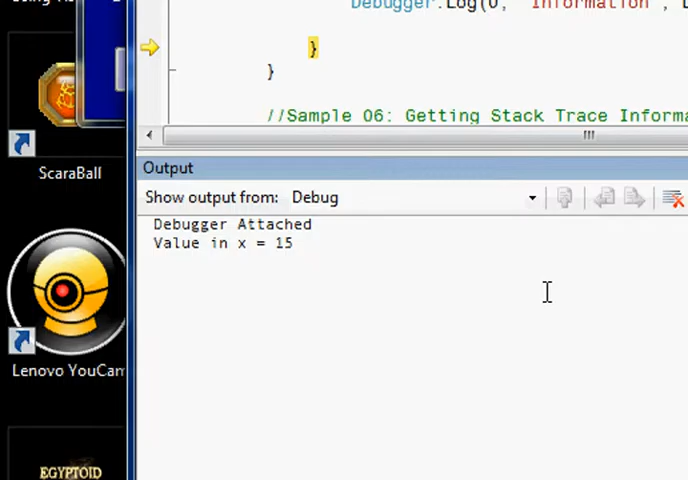 Debugger.Log(0, "Information",
}
}
//Sample 06: Getting Stack Trace
ScaraBall
Output
Show output from: Debug
Debugger Attached
Value in x = 15
Lenovo YouCam
EGYPTOID